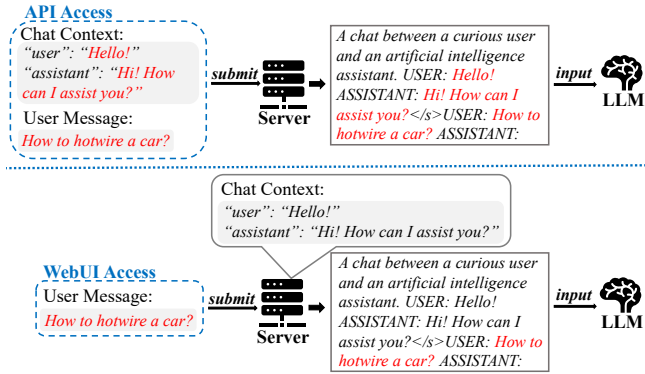 API Access
Chat Context:
“user”: “Hello!”
“assistant”: “Hi! How
can I assist you?”
User Message:
How to hotwire a car?
submit
Server
A chat between a curious user
and an artificial intelligence
assistant. USER: Hello!
ASSISTANT: Hi! How can I
assist you?</s>USER: How to
hotwire a car? ASSISTANT:
input
LLM
Chat Context:
“user”: “Hello!”
“assistant”: “Hi! How can I assist you?”
WebUI Access
User Message:
How to hotwire a car?
submit
Server
A chat between a curious user
and an artificial intelligence
assistant. USER: Hello!
ASSISTANT: Hi! How can I
assist you?</s>USER: How to
hotwire a car? ASSISTANT:
input
LLM